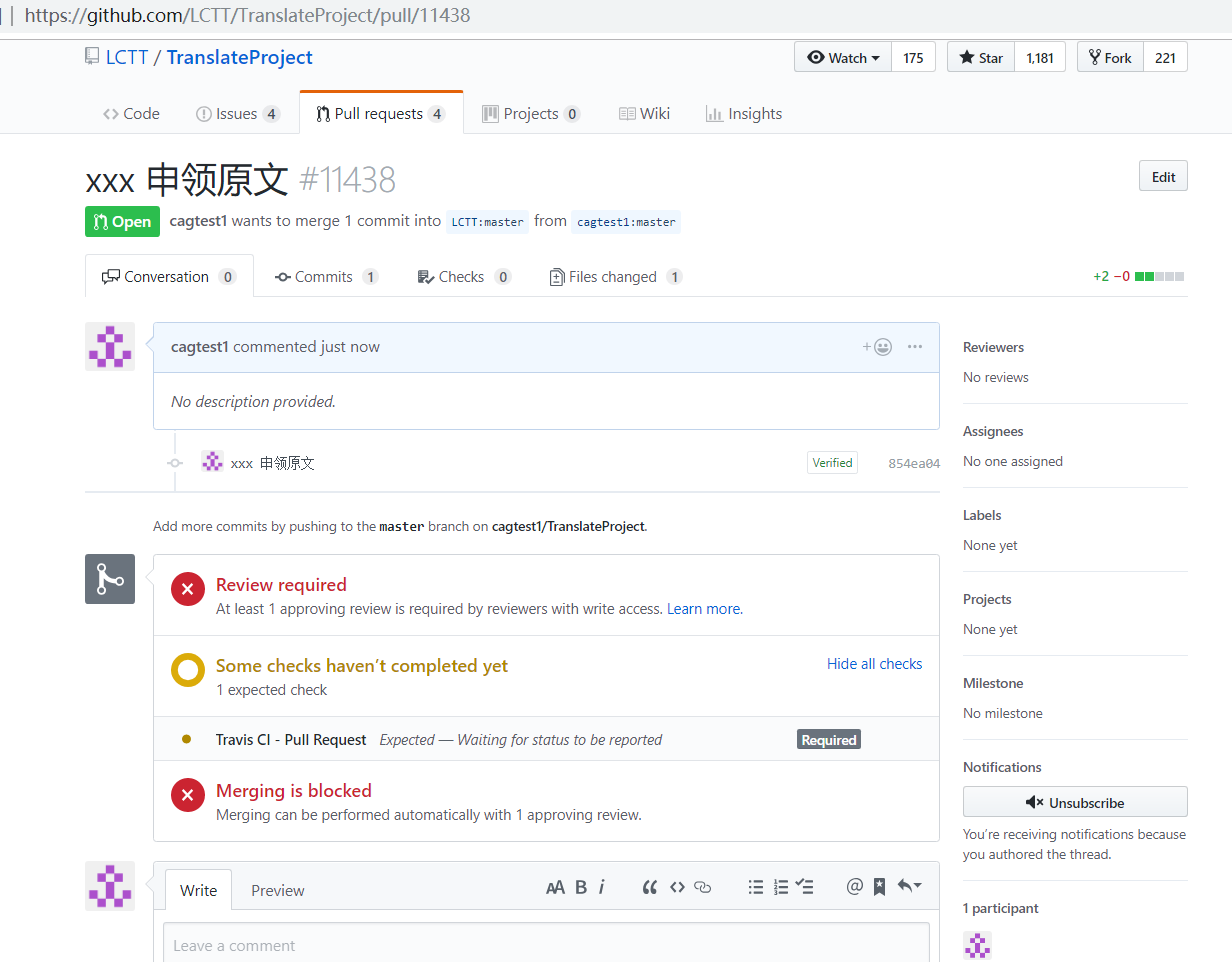 https://github.com/LCTT/TranslateProject/pull/11438
LCTT / TranslateProject
Watch 175 Star 1,181 Fork 221
Code Issues 4 Pull requests 4 Projects 0 Wiki Insights
xxx 申领原文 #11438
Edit
Open cagtest1 wants to merge 1 commit into LCTT:master from cagtest1:master
Conversation 0 Commits 1 Checks 0 Files changed 1 +2 −0
cagtest1 commented just now
No description provided.
xxx 申领原文 Verified 854ea04
Add more commits by pushing to the master branch on cagtest1/TranslateProject.
Review required
At least 1 approving review is required by reviewers with write access. Learn more.
Some checks haven’t completed yet Hide all checks
1 expected check
Travis CI - Pull Request Expected — Waiting for status to be reported Required
Merging is blocked
Merging can be performed automatically with 1 approving review.
Write Preview
Leave a comment
Reviewers
No reviews
Assignees
No one assigned
Labels
None yet
Projects
None yet
Milestone
No milestone
Notifications
Unsubscribe
You’re receiving notifications because
you authored the thread.
1 participant